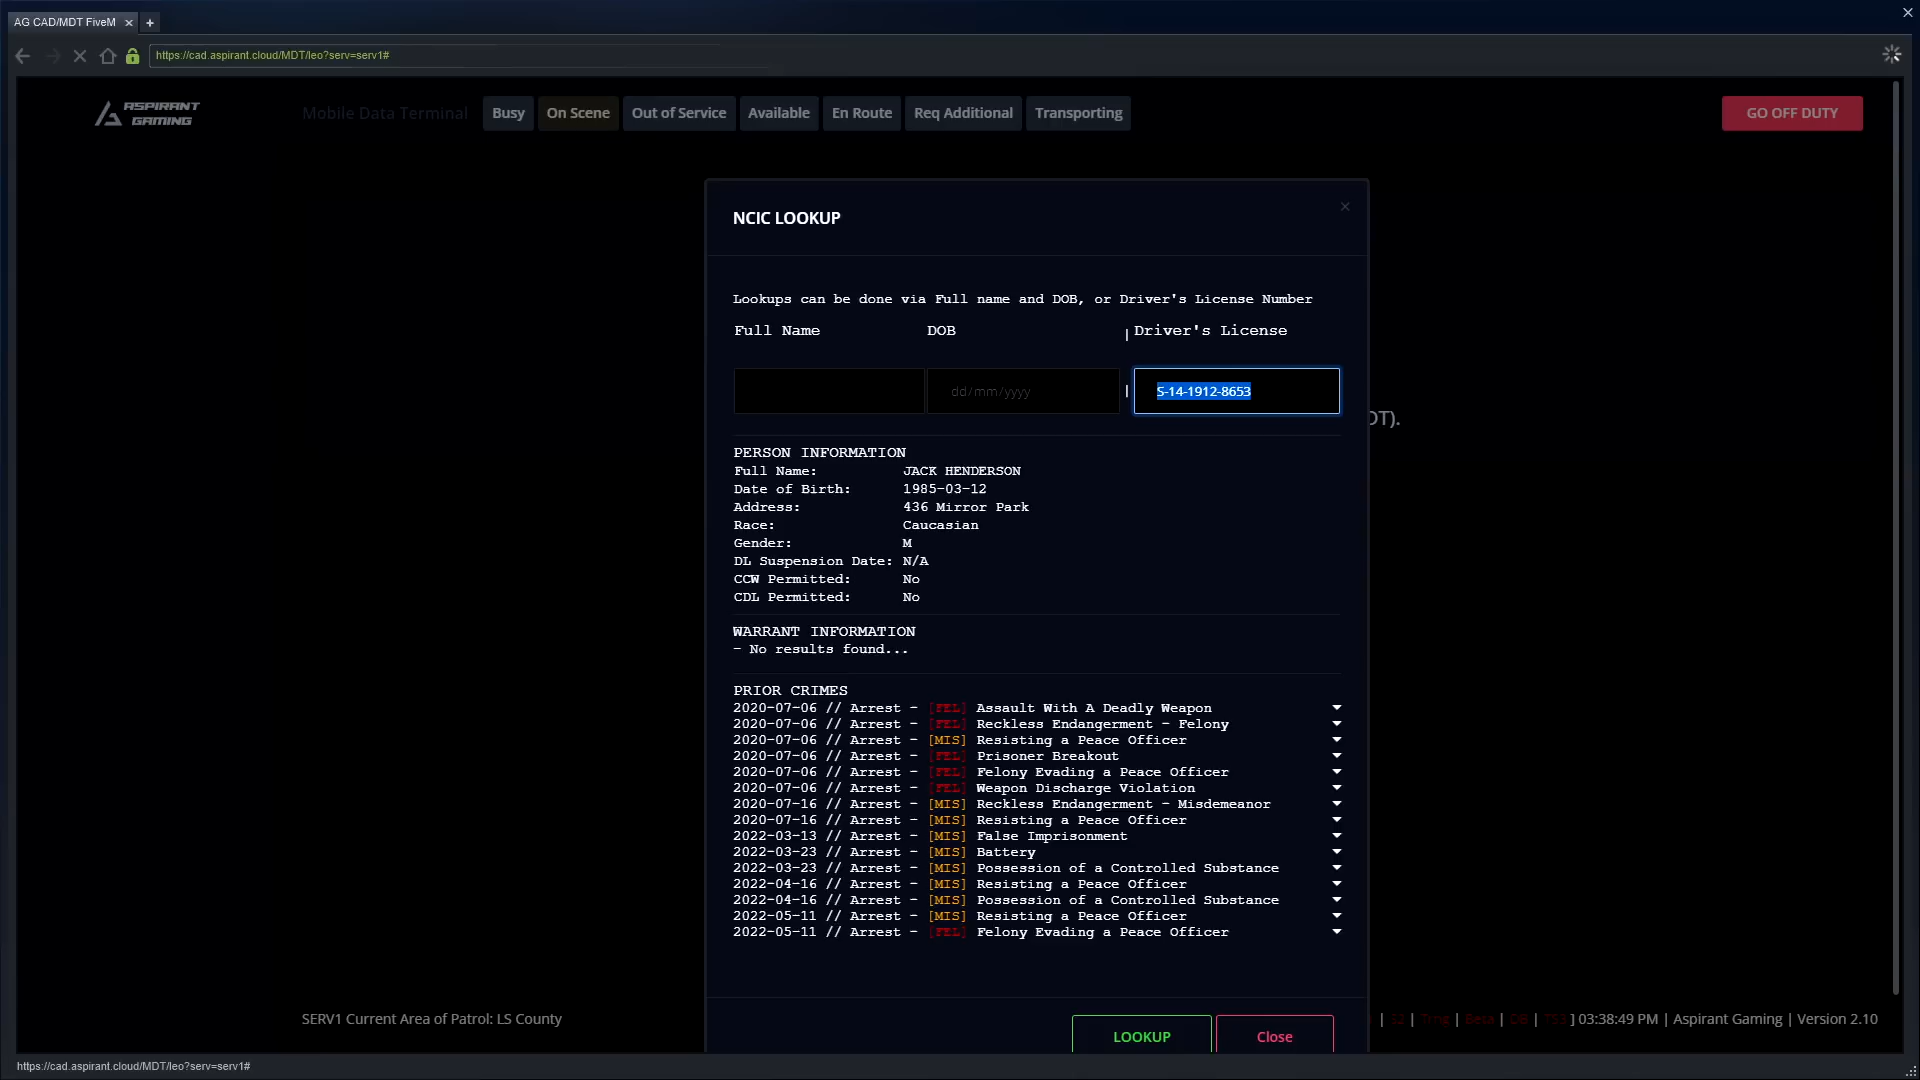 AG CAD/MDT FiveM
https://cad.aspirant.cloud/MDT/leo?serv=serv1#
ASPIRANT
GAMING
Mobile Data Terminal Busy On Scene Out of Service Available En Route Req Additional Transporting GO OFF DUTY
NCIC LOOKUP
Lookups can be done via Full name and DOB, or Driver's License Number
Full Name DOB | Driver's License
dd/mm/yyyy | S-14-1912-8653
DT).
PERSON INFORMATION
Full Name: JACK HENDERSON
Date of Birth: 1985-03-12
Address: 436 Mirror Park
Race: Caucasian
Gender: M
DL Suspension Date: N/A
CCW Permitted: No
CDL Permitted: No
WARRANT INFORMATION
- No results found...
PRIOR CRIMES
2020-07-06 // Arrest - [FEL] Assault With A Deadly Weapon
2020-07-06 // Arrest - [FEL] Reckless Endangerment - Felony
2020-07-06 // Arrest - [MIS] Resisting a Peace Officer
2020-07-06 // Arrest - [FEL] Prisoner Breakout
2020-07-06 // Arrest - [FEL] Felony Evading a Peace Officer
2020-07-06 // Arrest - [FEL] Weapon Discharge Violation
2020-07-16 // Arrest - [MIS] Reckless Endangerment - Misdemeanor
2020-07-16 // Arrest - [MIS] Resisting a Peace Officer
2022-03-13 // Arrest - [MIS] False Imprisonment
2022-03-23 // Arrest - [MIS] Battery
2022-03-23 // Arrest - [MIS] Possession of a Controlled Substance
2022-04-16 // Arrest - [MIS] Resisting a Peace Officer
2022-04-16 // Arrest - [MIS] Possession of a Controlled Substance
2022-05-11 // Arrest - [MIS] Resisting a Peace Officer
2022-05-11 // Arrest - [FEL] Felony Evading a Peace Officer
LOOKUP Close
SERV1 Current Area of Patrol: LS County | | | | | ] 03:38:49 PM | Aspirant Gaming | Version 2.10
https://cad.aspirant.cloud/MDT/leo?serv=serv1#